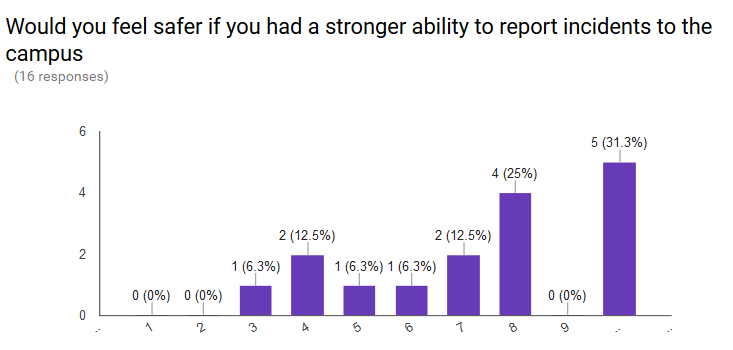 Would you feel safer if you had a stronger ability to report incidents to the
campus
(16 responses)
6
5 (31.3%)
4 (25%)
4
2 (12.5%) 2 (12.5%)
2
1 (6.3%) 1 (6.3%) 1 (6.3%)
0 (0%) 0 (0%) 0 (0%)
0
.. 1 2 3 4 5 6 7 8 9 .. ..